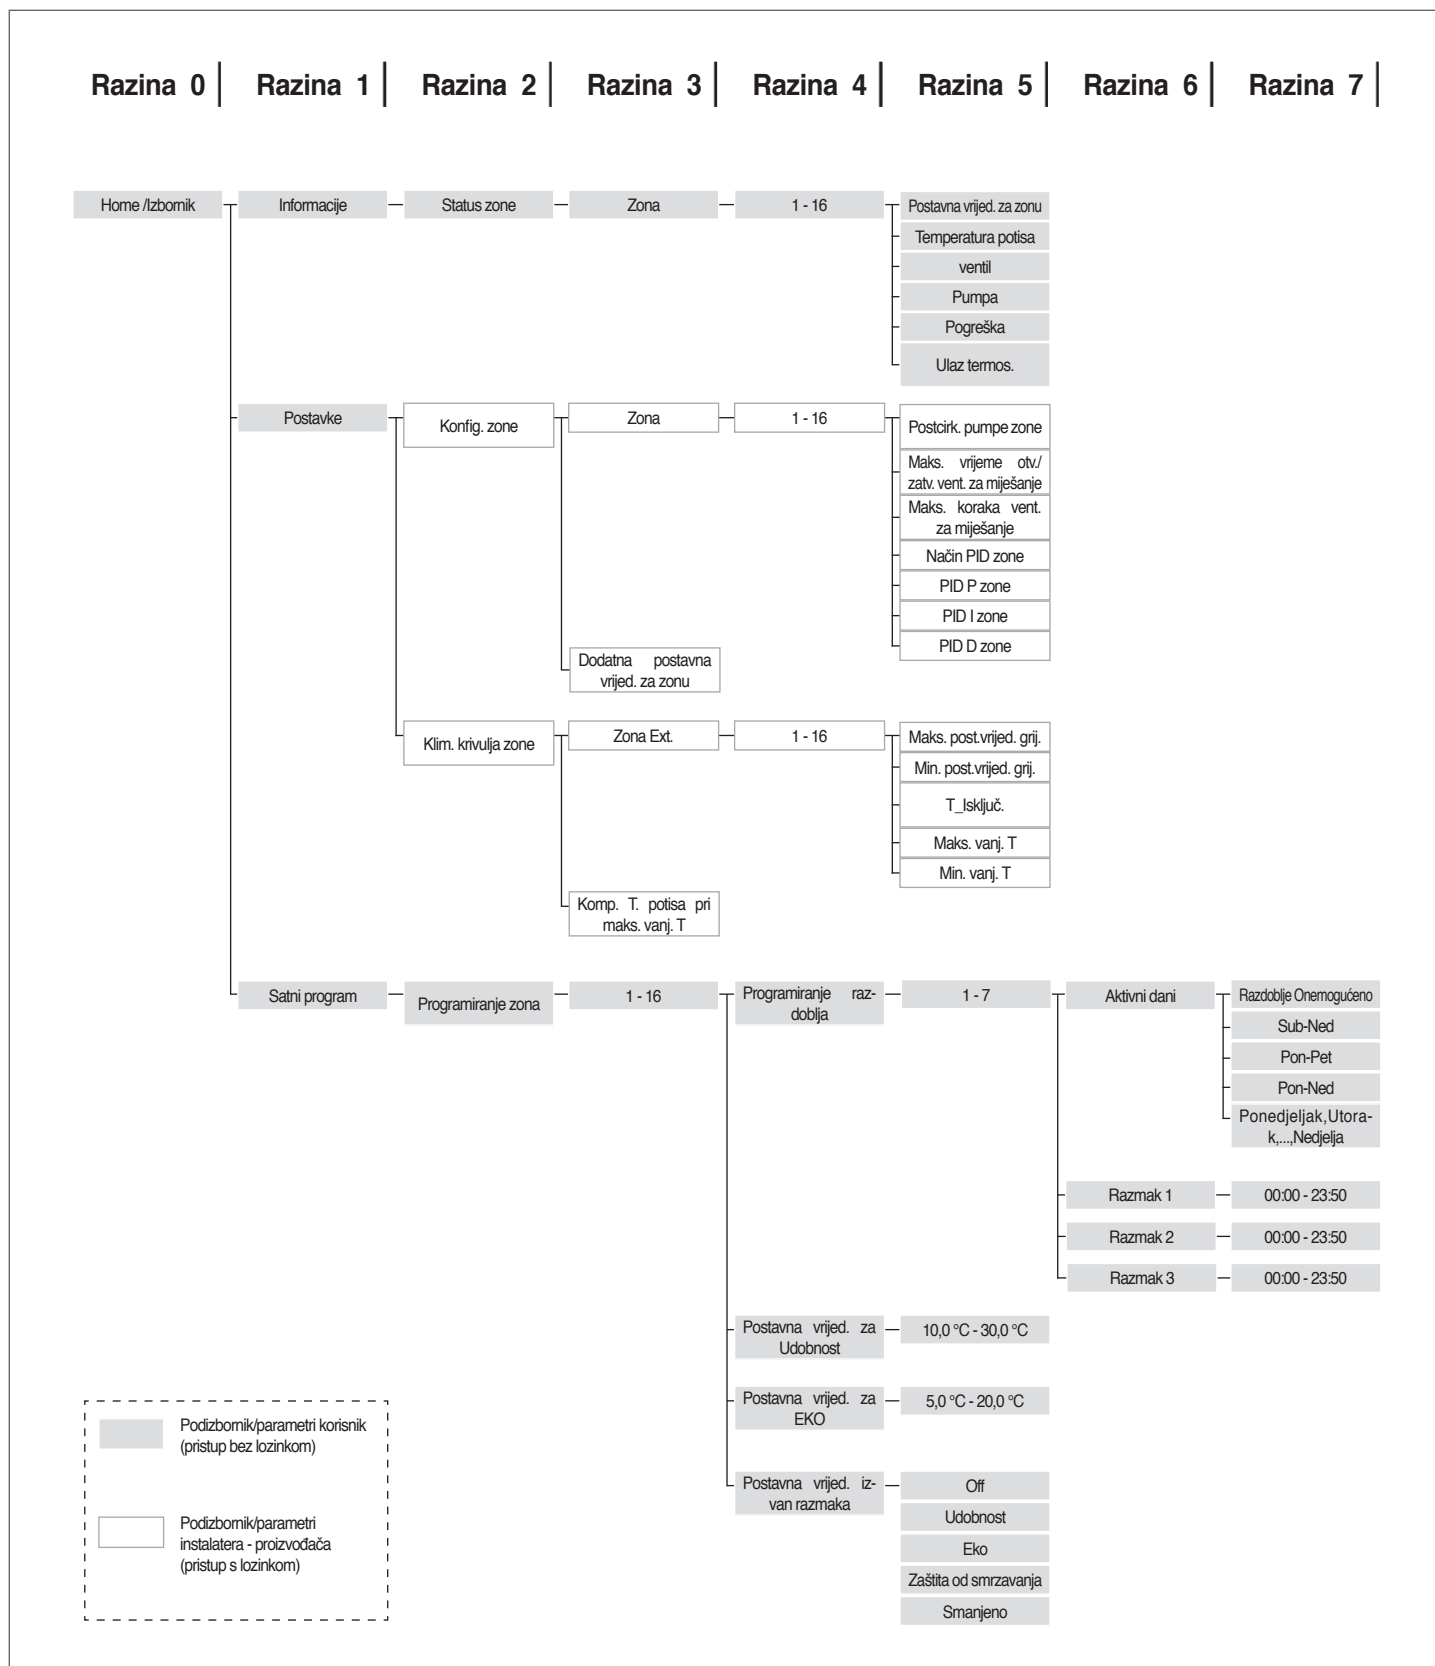 Razina 0
Razina 1
Razina 2
Razina 3
Razina 4
Razina 5
Razina 6
Razina 7
Home /Izbornik
Informacije
Status zone
Zona
1 - 16
Postavna vrijed. za zonu
Temperatura potisa
ventil
Pumpa
Pogreška
Ulaz termos.
Postavke
Konfig. zone
Zona
1 - 16
Postcirk. pumpe zone
Maks. vrijeme otv./
zatv. vent. za miješanje
Maks. koraka vent.
za miješanje
Način PID zone
PID P zone
PID I zone
PID D zone
Dodatna postavna
vrijed. za zonu
Klim. krivulja zone
Zona Ext.
1 - 16
Maks. post.vrijed. grij.
Min. post.vrijed. grij.
T_Isključ.
Maks. vanj. T
Min. vanj. T
Komp. T. potisa pri
maks. vanj. T
Satni program
Programiranje zona
1 - 16
Programiranje raz-
doblja
1 - 7
Aktivni dani
Razdoblje Onemogućeno
Sub-Ned
Pon-Pet
Pon-Ned
Ponedjeljak,Utora-
k,...,Nedjelja
Razmak 1
00:00 - 23:50
Razmak 2
00:00 - 23:50
Razmak 3
00:00 - 23:50
Postavna vrijed. za
Udobnost
10,0 °C - 30,0 °C
Postavna vrijed. za
EKO
5,0 °C - 20,0 °C
Postavna vrijed. iz-
van razmaka
Off
Udobnost
Eko
Zaštita od smrzavanja
Smanjeno
Podizbornik/parametri korisnik
(pristup bez lozinkom)
Podizbornik/parametri
instalatera - proizvođača
(pristup s lozinkom)